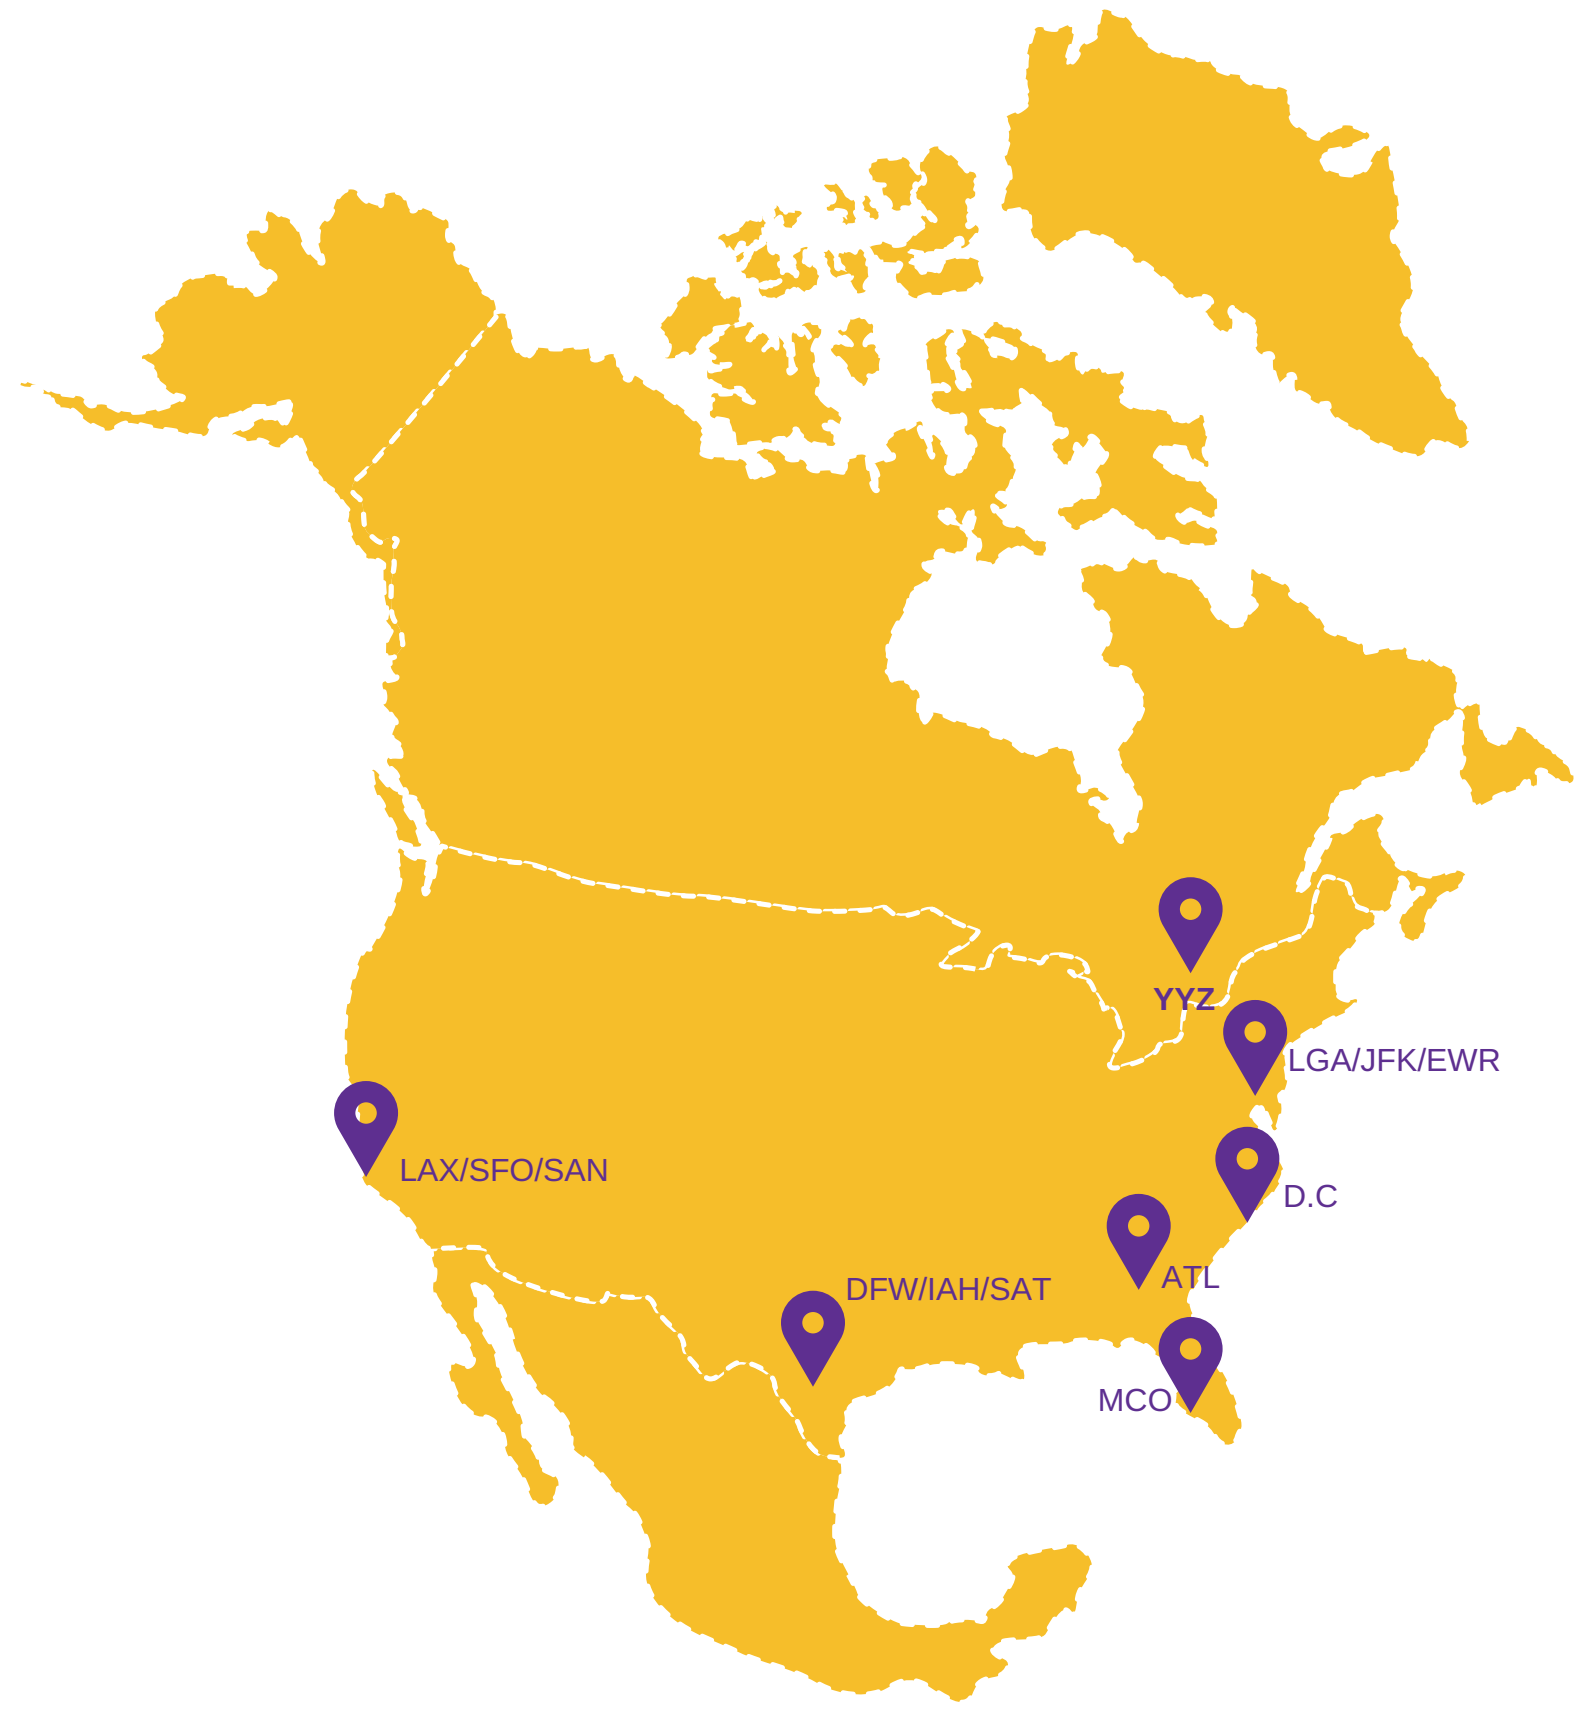 YYZ
LGA/JFK/EWR
LAX/SFO/SAN
D.C
ATL
DFW/IAH/SAT
MCO